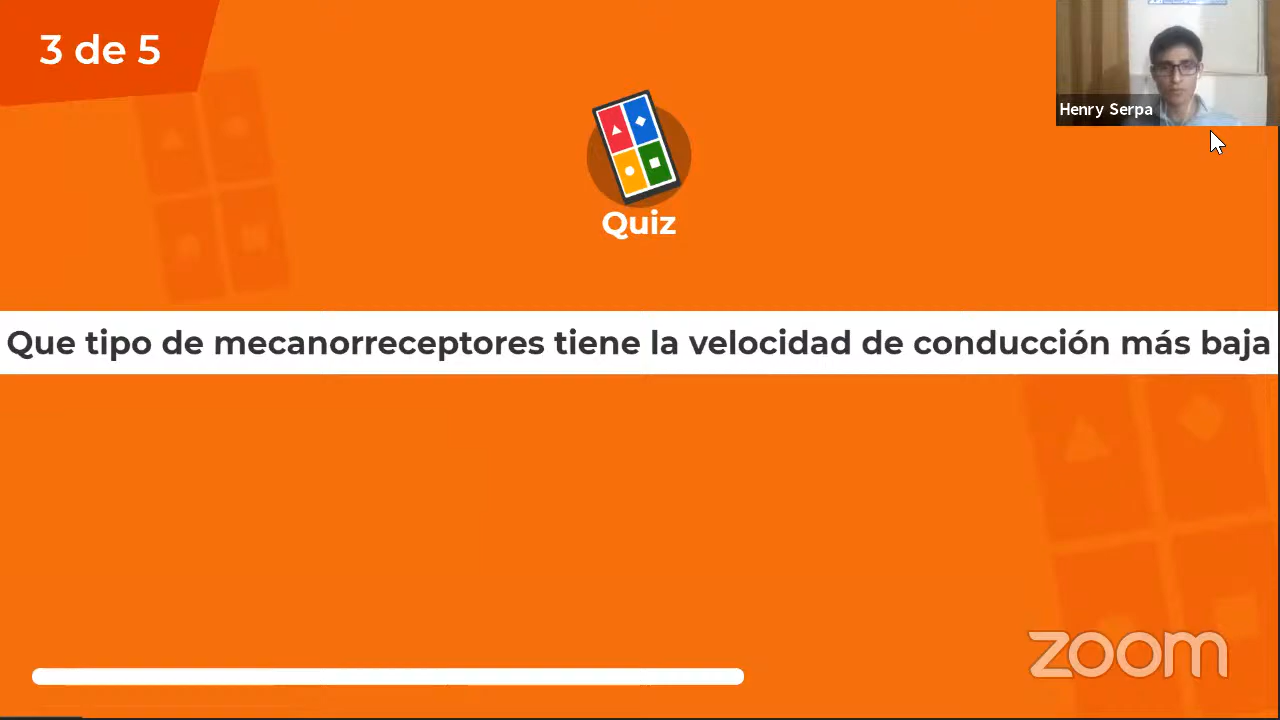 3 de 5
Henry Serpa
Quiz
Que tipo de mecanorreceptores tiene la velocidad de conducción más baja
zoom